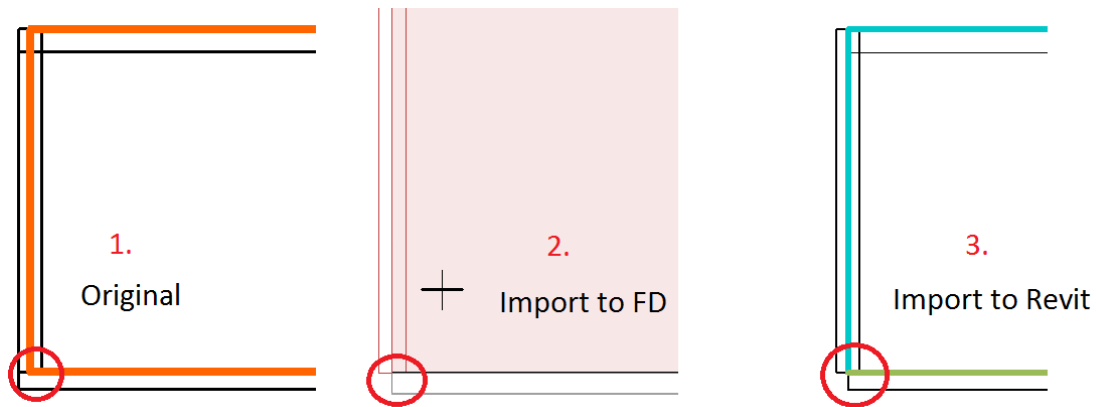 1.
Original
2.
Import to FD
3.
Import to Revit